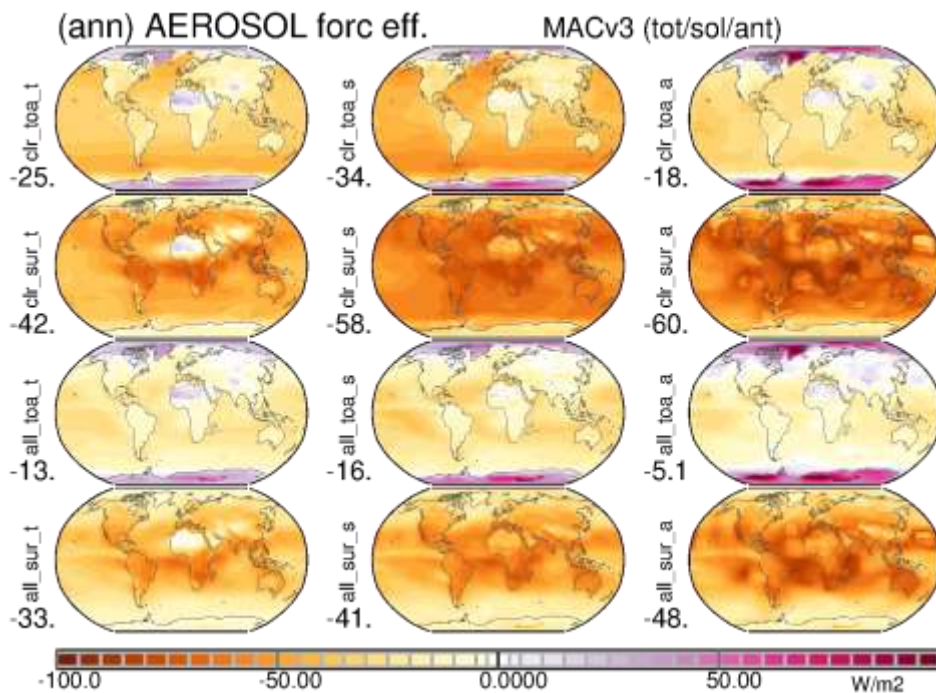 (ann) AEROSOL forc eff. MACv3 (tot/sol/ant)
clr_toa_t clr_toa_s clr_toa_a
-25. -34. -18.
clr_sur_t clr_sur_s clr_sur_a
-42. -58. -60.
all_toa_t all_toa_s all_toa_a
-13. -16. -5.1
all_sur_t all_sur_s all_sur_a
-33. -41. -48.
-100.0 -50.00 0.0000 50.00 W/m2